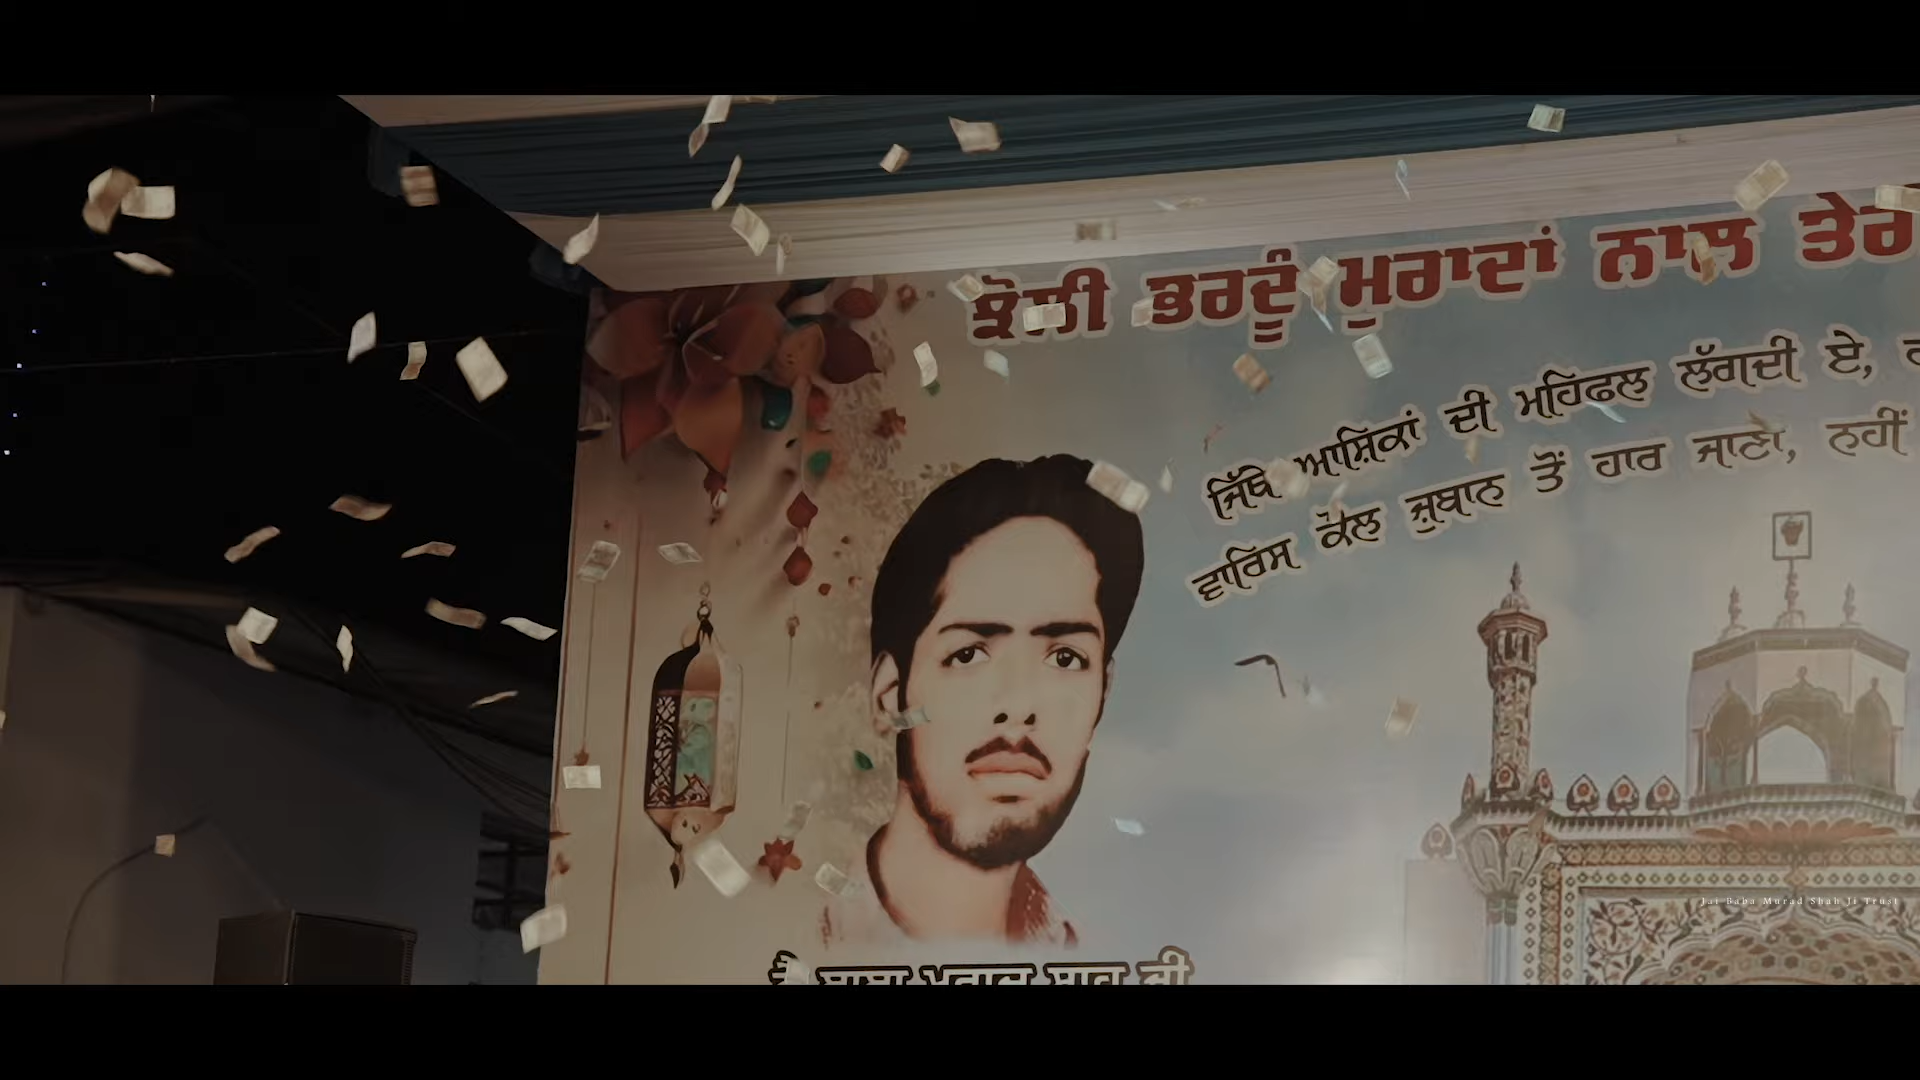 ਝੋਲੀ ਭਰਦੂੰ ਮੁਰਾਦਾਂ ਨਾਲ ਤੇਰ
ਜਿੱਥੇ ਆਸ਼ਿਕਾਂ ਦੀ ਮਹਿਫਲ ਲੱਗਦੀ ਏ,
ਵਾਰਿਸ ਕੋਲ ਜ਼ੁਬਾਨ ਤੋਂ ਹਾਰ ਜਾਣਾ, ਨਹੀਂ
Jai Baba Murad Shah Ji Trust